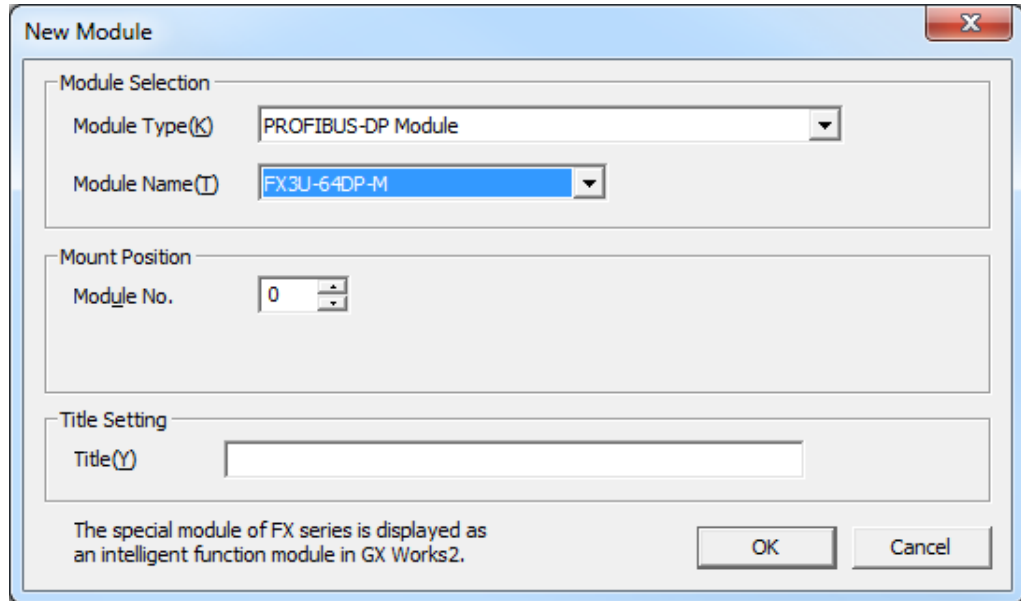 New Module
Module Selection
Module Type(K) PROFIBUS-DP Module
Module Name(T) FX3U-64DP-M
Mount Position
Module No. 0
Title Setting
Title(Y)
The special module of FX series is displayed as
an intelligent function module in GX Works2.
OK Cancel